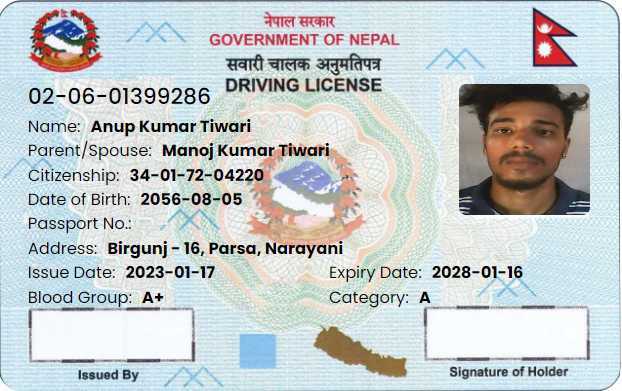 नेपाल सरकार
GOVERNMENT OF NEPAL
सवारी चालक अनुमतिपत्र
DRIVING LICENSE
02-06-01399286
Name: Anup Kumar Tiwari
Parent/Spouse: Manoj Kumar Tiwari
Citizenship: 34-01-72-04220
Date of Birth: 2056-08-05
Passport No.:
Address: Birgunj - 16, Parsa, Narayani
Issue Date: 2023-01-17 Expiry Date: 2028-01-16
Blood Group: A+ Category: A
Issued By Signature of Holder